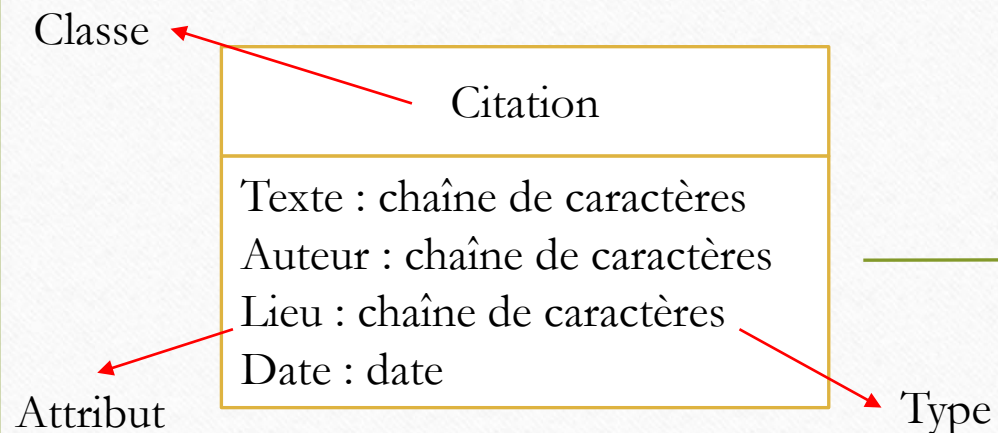 Classe
Citation
Texte : chaîne de caractères
Auteur : chaîne de caractères
Lieu : chaîne de caractères
Date : date
Attribut
Type